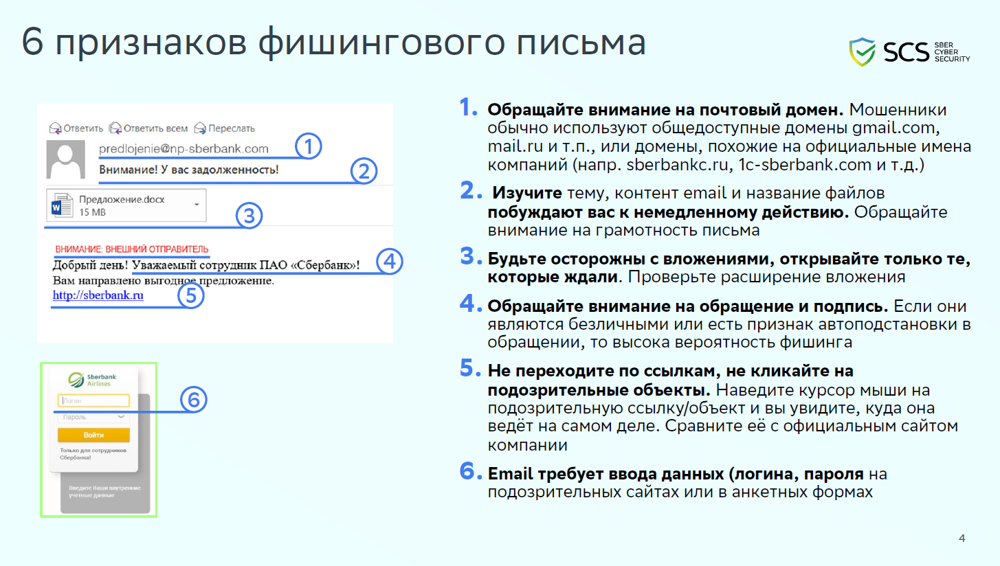 6 признаков фишингового письма
SCS SBER
CYBER
SECURITY
Ответить Ответить всем Переслать
predlojenie@np-sberbank.com
1
Внимание! У вас задолженность!
2
Предложение.docx
15 MB
3
ВНИМАНИЕ: ВНЕШНИЙ ОТПРАВИТЕЛЬ
Добрый день! Уважаемый сотрудник ПАО «Сбербанк»!
4
Вам направлено выгодное предложение.
http://sberbank.ru
5
Sberbank
Airlines
Логин
6
Пароль
Войти
Только для сотрудников
Сбербанка!
Введите Ваши внутренние
учетные данные
1. Обращайте внимание на почтовый домен. Мошенники
обычно используют общедоступные домены gmail.com,
mail.ru и т.п., или домены, похожие на официальные имена
компаний (напр. sberbankc.ru, 1c-sberbank.com и т.д.)
2. Изучите тему, контент email и название файлов
побуждают вас к немедленному действию. Обращайте
внимание на грамотность письма
3. Будьте осторожны с вложениями, открывайте только те,
которые ждали. Проверьте расширение вложения
4. Обращайте внимание на обращение и подпись. Если они
являются безличными или есть признак автоподстановки в
обращении, то высока вероятность фишинга
5. Не переходите по ссылкам, не кликайте на
подозрительные объекты. Наведите курсор мыши на
подозрительную ссылку/объект и вы увидите, куда она
ведёт на самом деле. Сравните её с официальным сайтом
компании
6. Email требует ввода данных (логина, пароля на
подозрительных сайтах или в анкетных формах
4